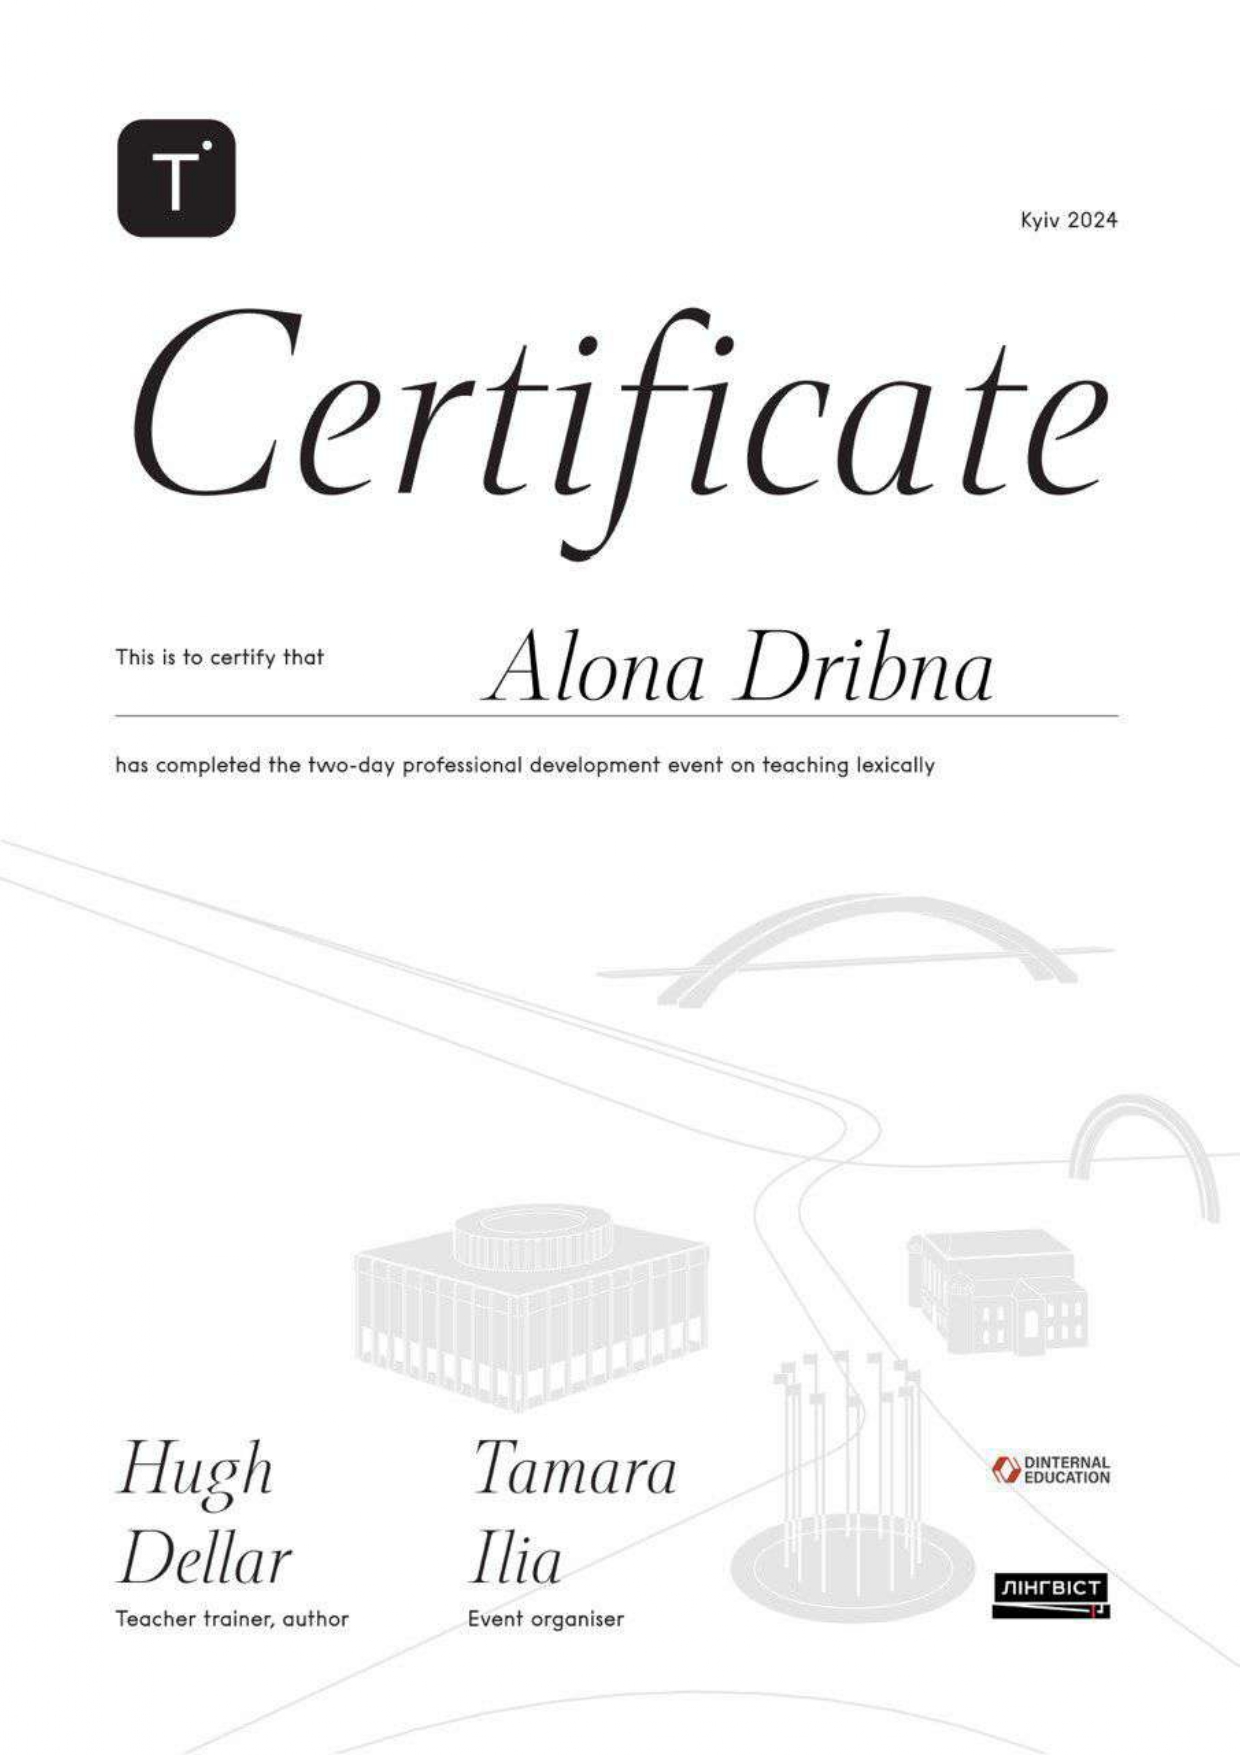 T
Kyiv 2024
Certificate
This is to certify that
Alona Dribna
has completed the two-day professional development event on teaching lexically
Hugh
Dellar
Teacher trainer, author
Tamara
Ilia
Event organiser
DINTERNAL
EDUCATION
ЛІНГВІСТ